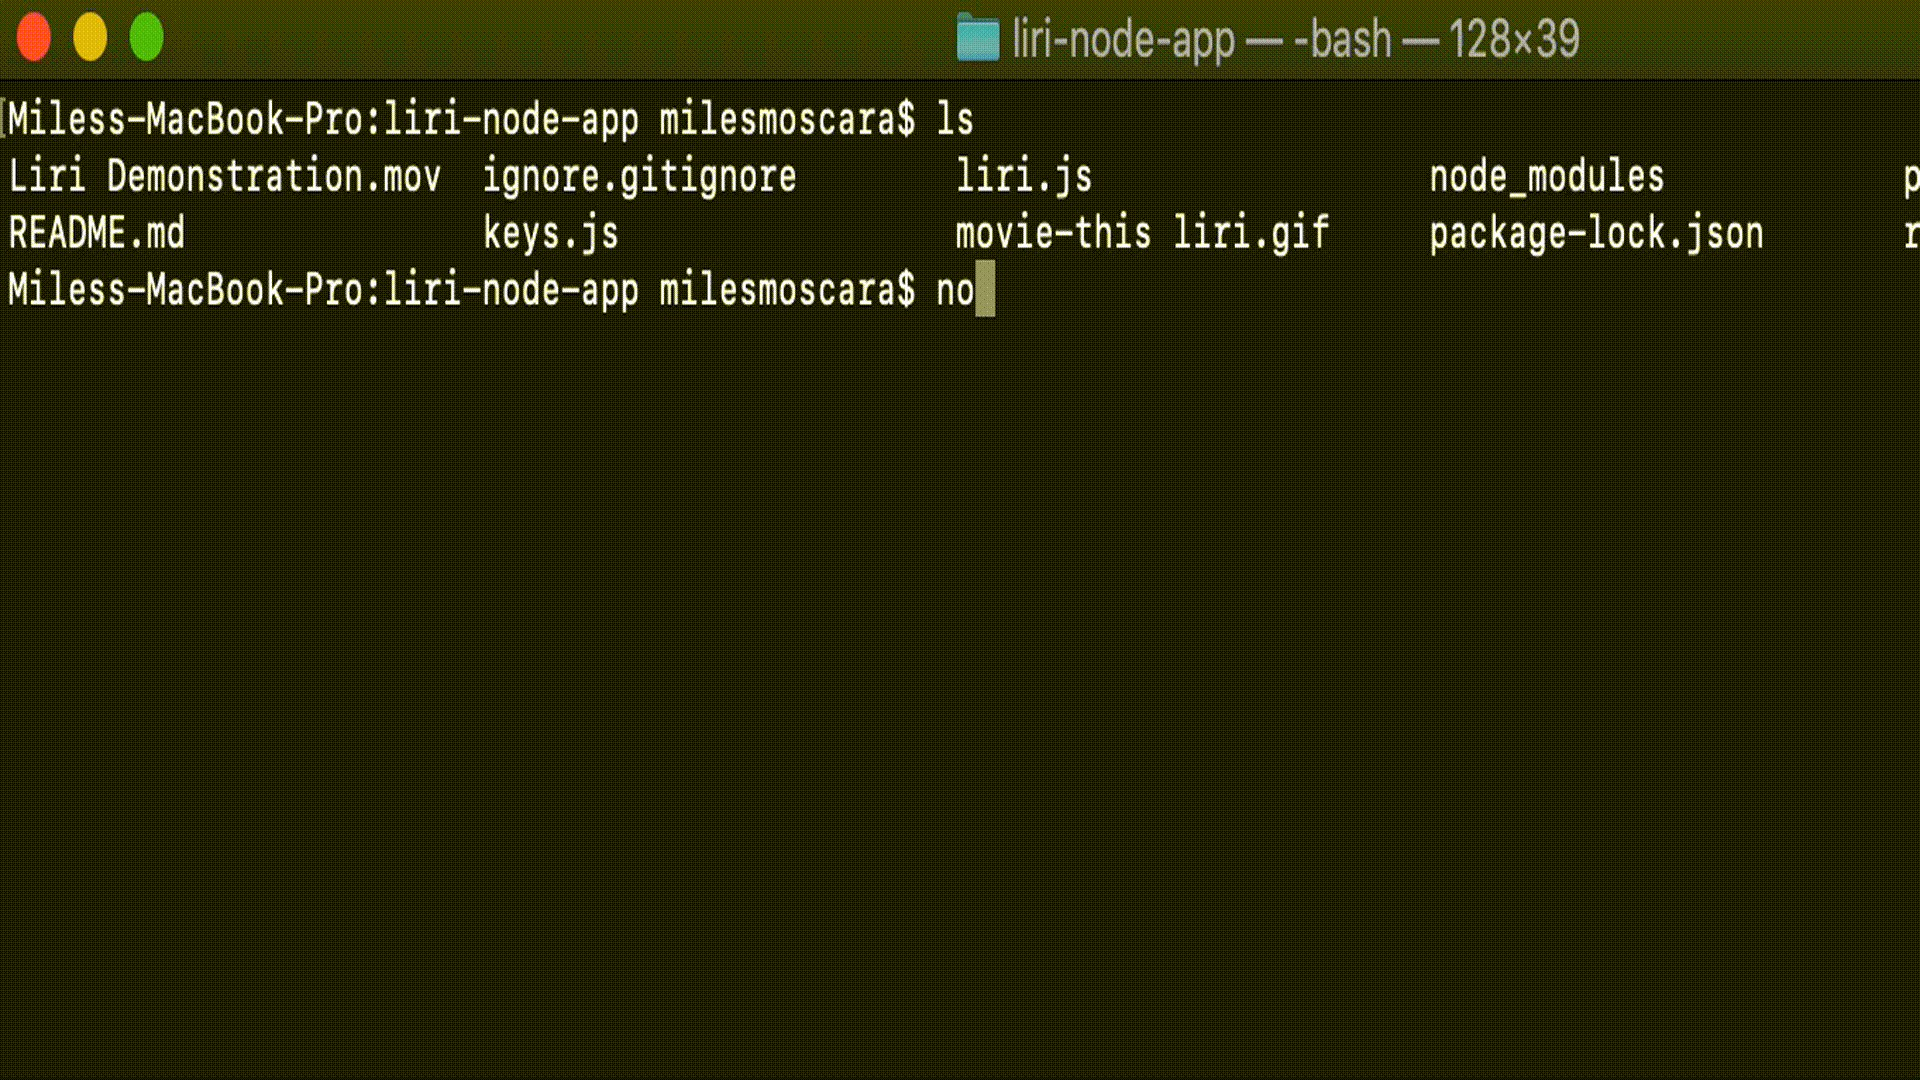 liri-node-app — -bash — 128×39
[Miless-MacBook-Pro:liri-node-app milesmoscara$ ls
Liri Demonstration.mov ignore.gitignore liri.js node_modules p
README.md keys.js movie-this liri.gif package-lock.json r
Miless-MacBook-Pro:liri-node-app milesmoscara$ no